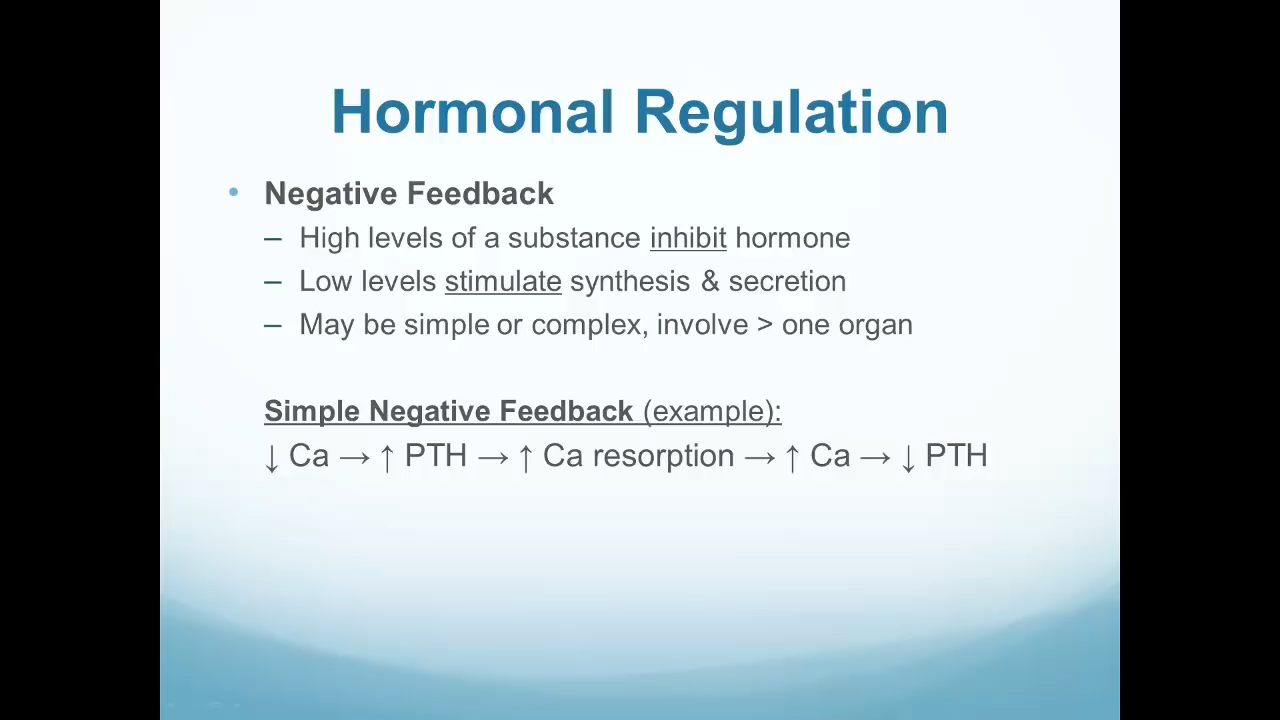 Hormonal Regulation
• Negative Feedback
– High levels of a substance inhibit hormone
– Low levels stimulate synthesis & secretion
– May be simple or complex, involve > one organ
Simple Negative Feedback (example):
↓ Ca → ↑ PTH → ↑ Ca resorption → ↑ Ca → ↓ PTH